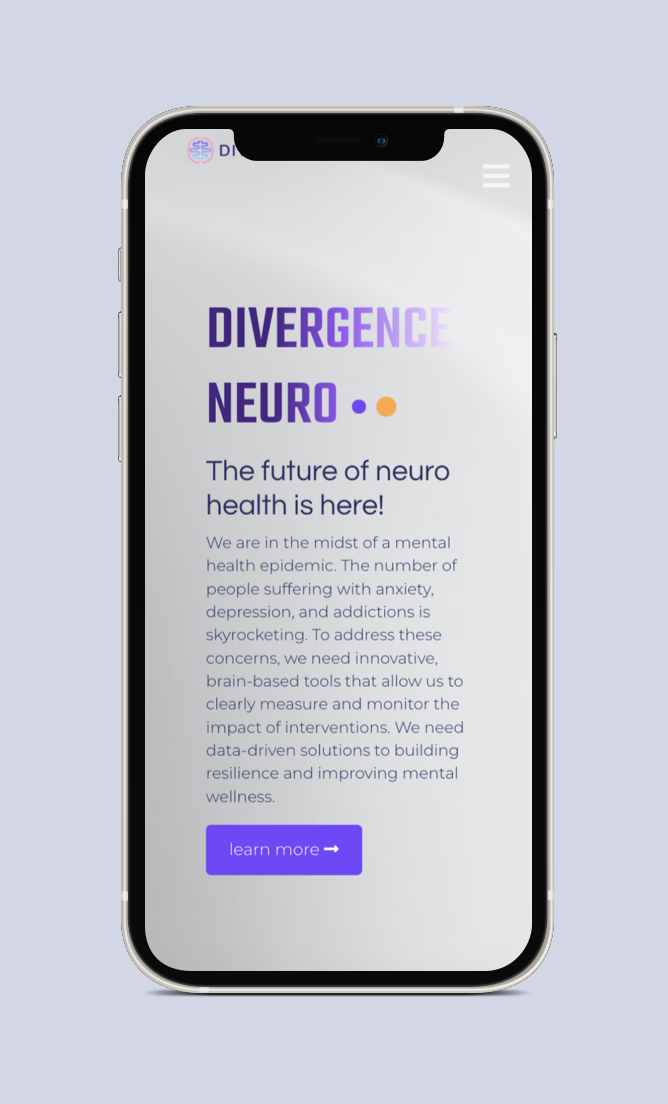 DIVERGENCE
NEURO
The future of neuro
health is here!
We are in the midst of a mental
health epidemic. The number of
people suffering with anxiety,
depression, and addictions is
skyrocketing. To address these
concerns, we need innovative,
brain-based tools that allow us to
clearly measure and monitor the
impact of interventions. We need
data-driven solutions to building
resilience and improving mental
wellness.
learn more